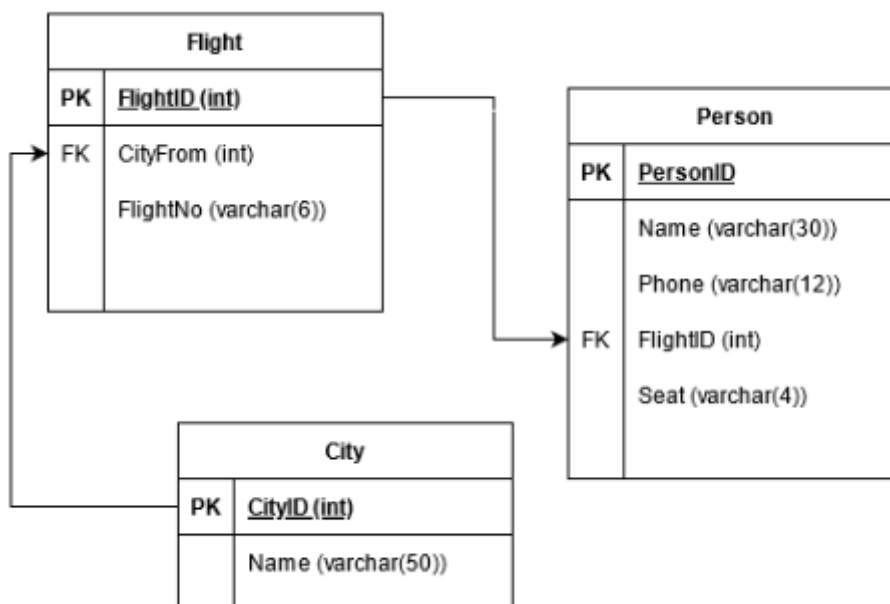 Flight
PK FlightID (int)
FK CityFrom (int)
FlightNo (varchar(6))
Person
PK PersonID
Name (varchar(30))
Phone (varchar(12))
FK FlightID (int)
Seat (varchar(4))
City
PK CityID (int)
Name (varchar(50))